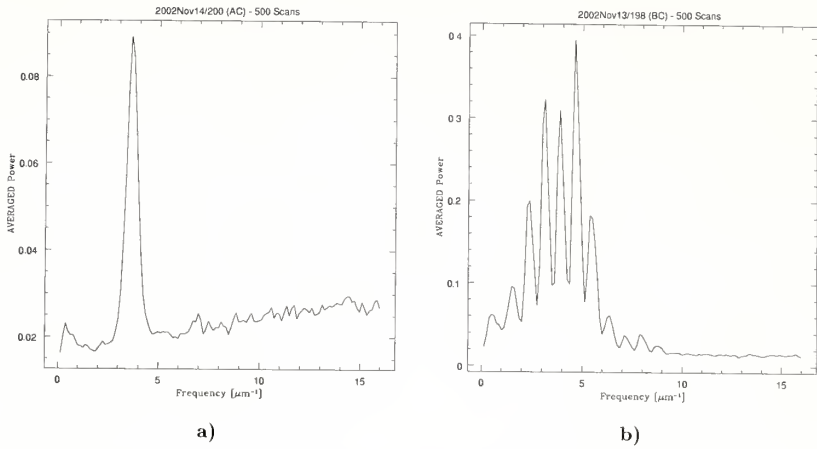 2002Nov14/200 (AC) - 500 Scans
0.08
0.06
0.04
0.02
AVERAGED Power
0 5 10 15
Frequency [μm⁻¹]
a)
2002Nov13/198 (BC) - 500 Scans
0 4
0.3
0.2
0.1
0
AVERAGED Power
0 5 10 15
Frequency [μm⁻¹]
b)